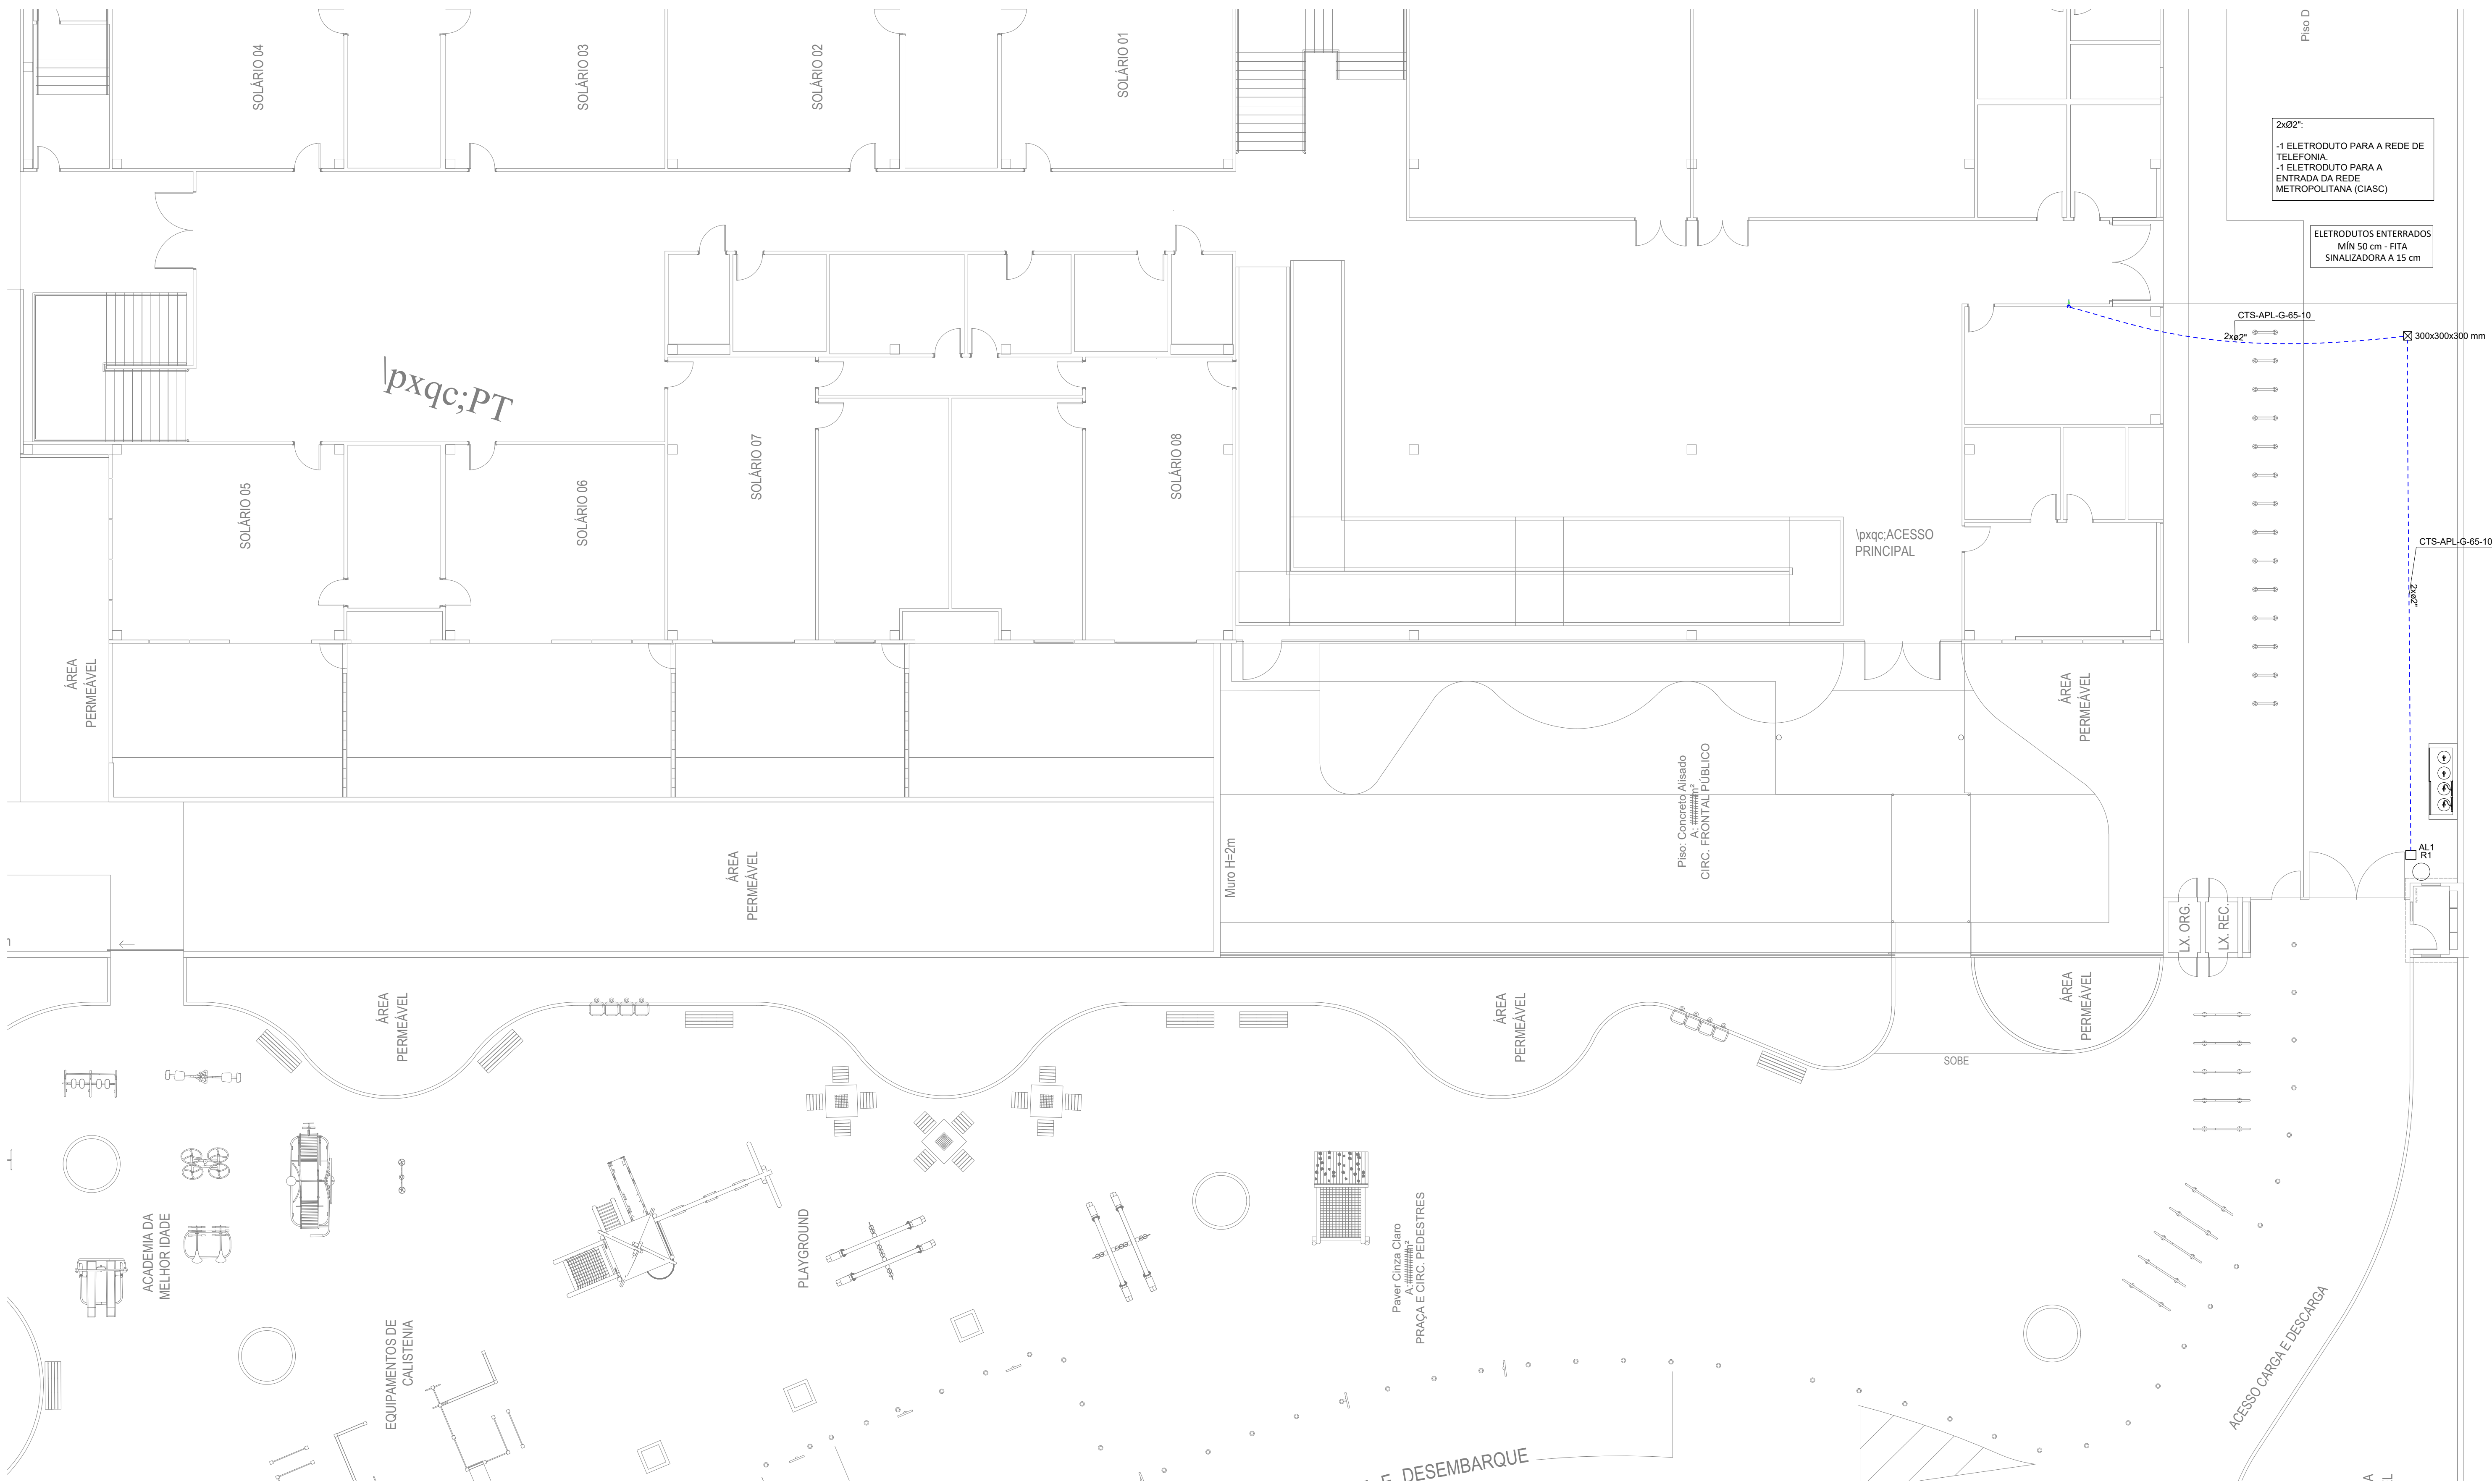 SOLÁRIO 04
SOLÁRIO 03
SOLÁRIO 02
SOLÁRIO 01
Piso D
2xØ2":
-1 ELETRODUTO PARA A REDE DE
TELEFONIA.
-1 ELETRODUTO PARA A
ENTRADA DA REDE
METROPOLITANA (CIASC)
ELETRODUTOS ENTERRADOS
MÍN 50 cm - FITA
SINALIZADORA A 15 cm
CTS-APL-G-65-10
2xø2"
300x300x300 mm
\pxqc;PT
SOLÁRIO 05
SOLÁRIO 06
SOLÁRIO 07
SOLÁRIO 08
\pxqc;ACESSO
PRINCIPAL
CTS-APL-G-65-10
2xø2"
ÁREA
PERMEÁVEL
ÁREA
PERMEÁVEL
Piso: Concreto Alisado
A: ######m²
CIRC. FRONTAL PÚBLICO
ÁREA
PERMEÁVEL
Muro H=2m
AL1
R1
LX. ORG.
LX. REC.
ÁREA
PERMEÁVEL
ÁREA
PERMEÁVEL
ÁREA
PERMEÁVEL
SOBE
ACADEMIA DA
MELHOR IDADE
PLAYGROUND
Paver Cinza Claro
A:######m²
PRAÇA E CIRC. PEDESTRES
EQUIPAMENTOS DE
CALISTENIA
ACESSO CARGA E DESCARGA
E DESEMBARQUE
A
EL